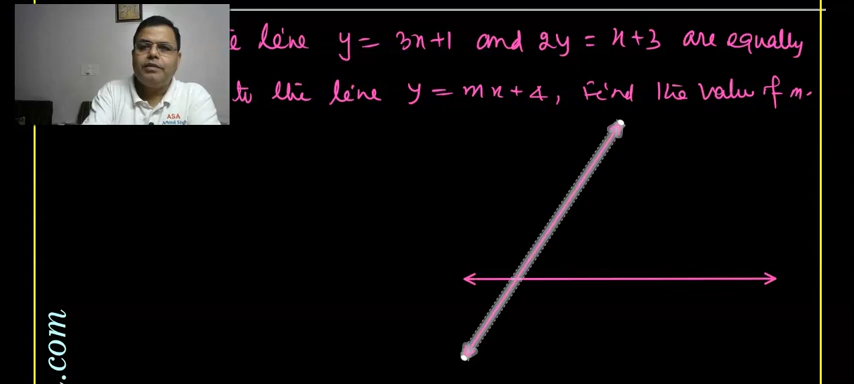 line y = 3x+1 and 2y = x+3 are equally
to the line y = mx+4, Find the value of m.
ASA
.com